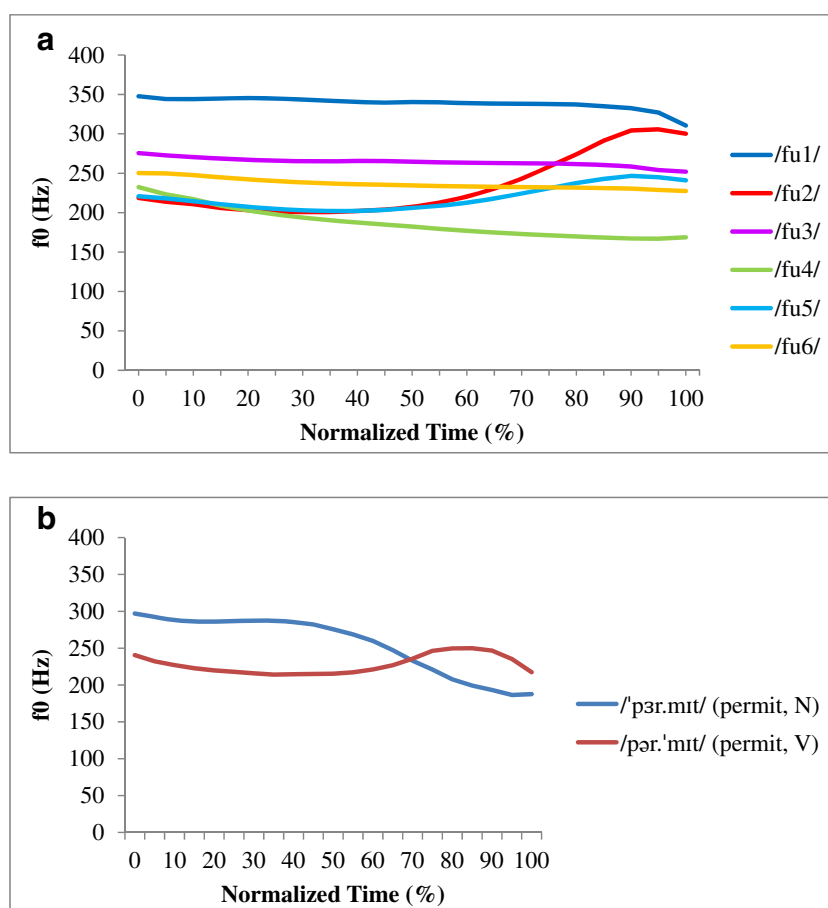 a
400
350
300
250
200
150
100
50
0
f0 (Hz)
0 10 20 30 40 50 60 70 80 90 100
Normalized Time (%)
/fu1/
/fu2/
/fu3/
/fu4/
/fu5/
/fu6/
b
400
350
300
250
200
150
100
50
0
f0 (Hz)
0 10 20 30 40 50 60 70 80 90 100
Normalized Time (%)
/'pɜr.mɪt/ (permit, N)
/pər.'mɪt/ (permit, V)